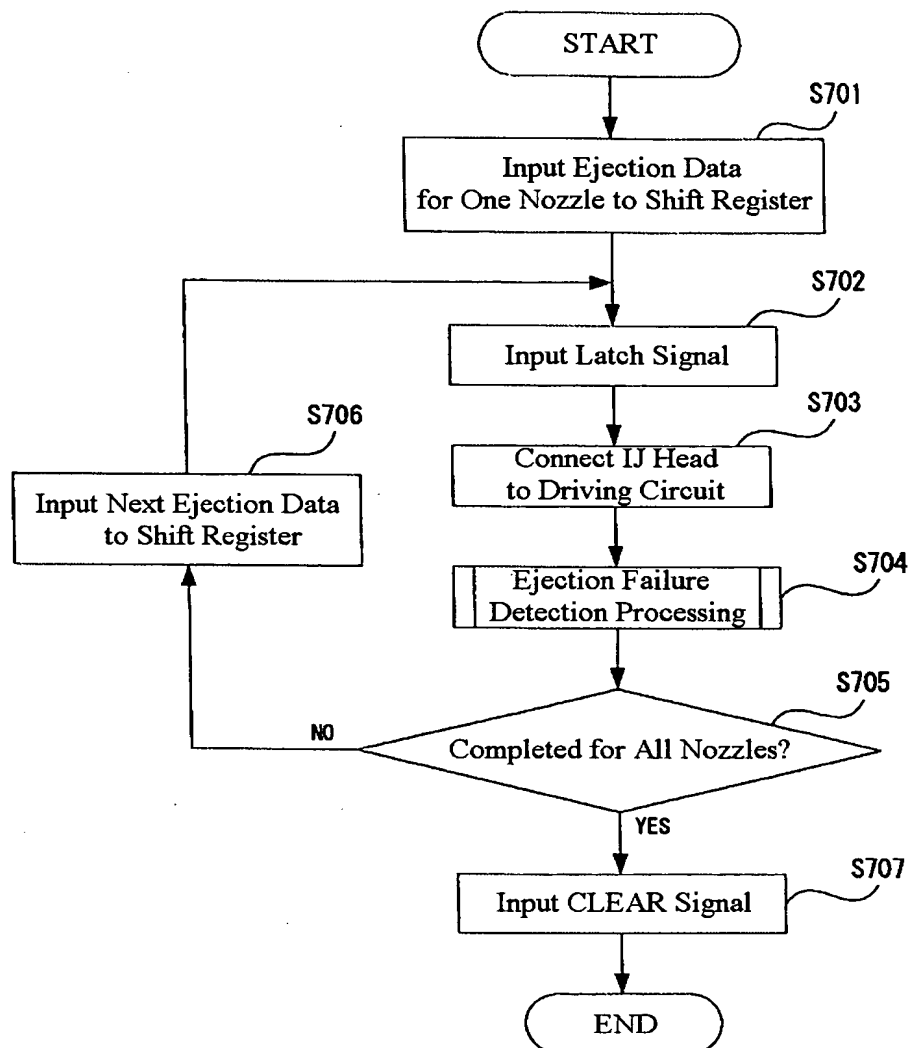 START
S701
Input Ejection Data
for One Nozzle to Shift Register
S702
Input Latch Signal
S703
Connect IJ Head
to Driving Circuit
S706
Input Next Ejection Data
to Shift Register
S704
Ejection Failure
Detection Processing
S705
NO
Completed for All Nozzles?
YES
S707
Input CLEAR Signal
END